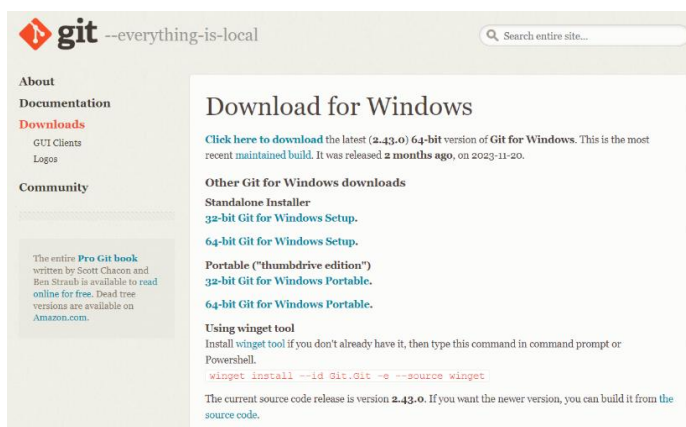 git --everything-is-local
Search entire site...
About
Documentation
Downloads
GUI Clients
Logos
Community
The entire Pro Git book
written by Scott Chacon and
Ben Straub is available to read
online for free. Dead tree
versions are available on
Amazon.com.
Download for Windows
Click here to download the latest (2.43.0) 64-bit version of Git for Windows. This is the most
recent maintained build. It was released 2 months ago, on 2023-11-20.
Other Git for Windows downloads
Standalone Installer
32-bit Git for Windows Setup.
64-bit Git for Windows Setup.
Portable ("thumbdrive edition")
32-bit Git for Windows Portable.
64-bit Git for Windows Portable.
Using winget tool
Install winget tool if you don't already have it, then type this command in command prompt or
Powershell.
winget install --id Git.Git -e --source winget
The current source code release is version 2.43.0. If you want the newer version, you can build it from the
source code.